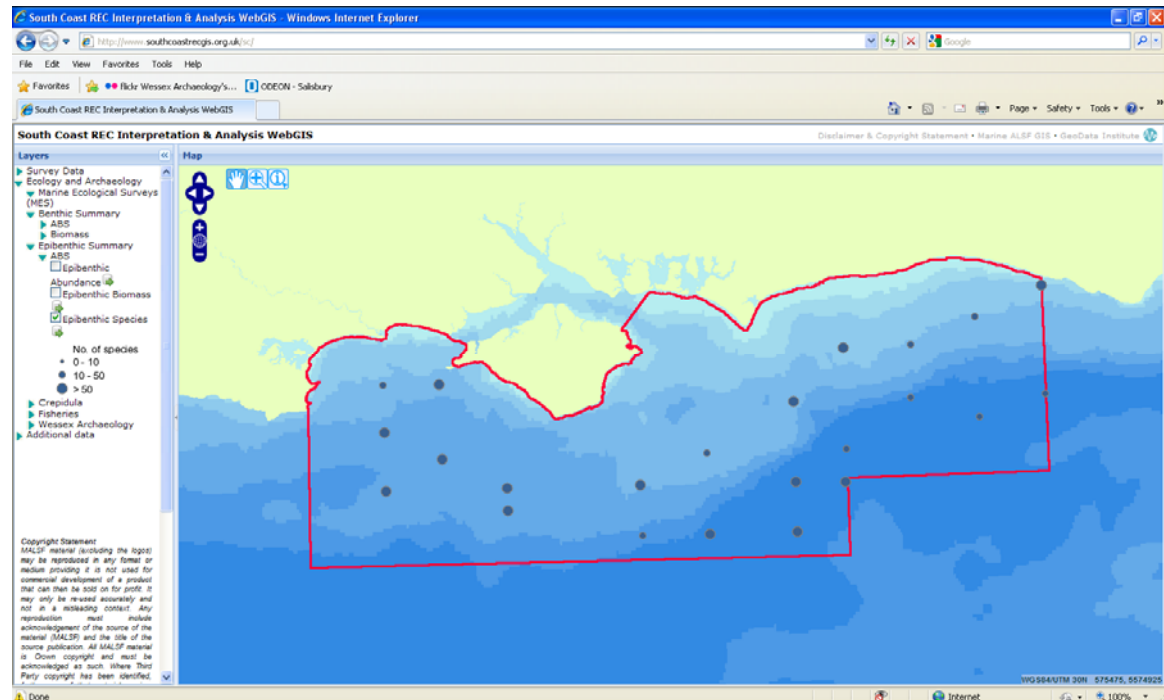 South Coast REC Interpretation & Analysis WebGIS - Windows Internet Explorer
http://www.southcoastrecgis.org.uk/sc/
Google
File Edit View Favorites Tools Help
Favorites flickr Wessex Archaeology's... ODEON - Salisbury
South Coast REC Interpretation & Analysis WebGIS
Page Safety Tools
South Coast REC Interpretation & Analysis WebGIS
Disclaimer & Copyright Statement • Marine ALSF GIS • GeoData Institute
Layers
Map
Survey Data
Ecology and Archaeology
Marine Ecological Surveys
(MES)
Benthic Summary
ABS
Biomass
Epibenthic Summary
ABS
Epibenthic
Abundance
Epibenthic Biomass
Epibenthic Species
No. of species
0 - 10
10 - 50
> 50
Crepidula
Fisheries
Wessex Archaeology
Additional data
Copyright Statement
MALSF material (excluding the logos)
may be reproduced in any format or
medium providing it is not used for
commercial development of a product
that can then be sold on for profit. It
may only be re-used accurately and
not in a misleading context. Any
reproduction must include
acknowledgement of the source of the
material (MALSF) and the title of the
source publication. All MALSF material
is Crown copyright and must be
acknowledged as such. Where Third
Party copyright has been identified,
WGS84/UTM 30N 575475, 5574925
Done
Internet
100%